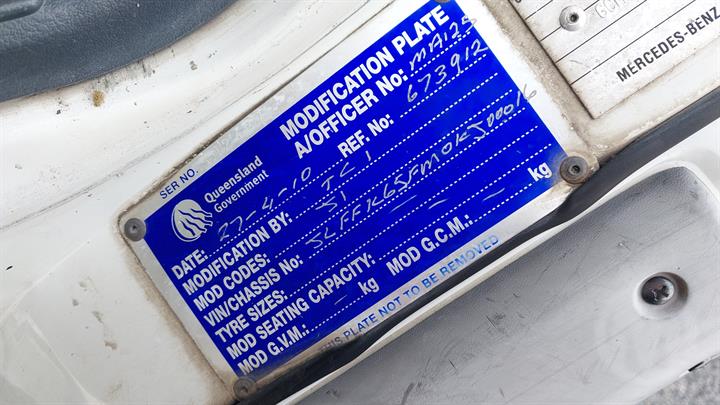 SER NO.
MODIFICATION PLATE
A/OFFICER No: MA125
REF. No: 673912
Queensland
Government
DATE: 27-4-10
MODIFICATION BY: TCI
MOD CODES: S1
VIN/CHASSIS No:
TYRE SIZES: –
MOD SEATING CAPACITY: –
MOD G.V.M.: – kg
MOD G.C.M.: – kg
THIS PLATE NOT TO BE REMOVED
MERCEDES-BENZ